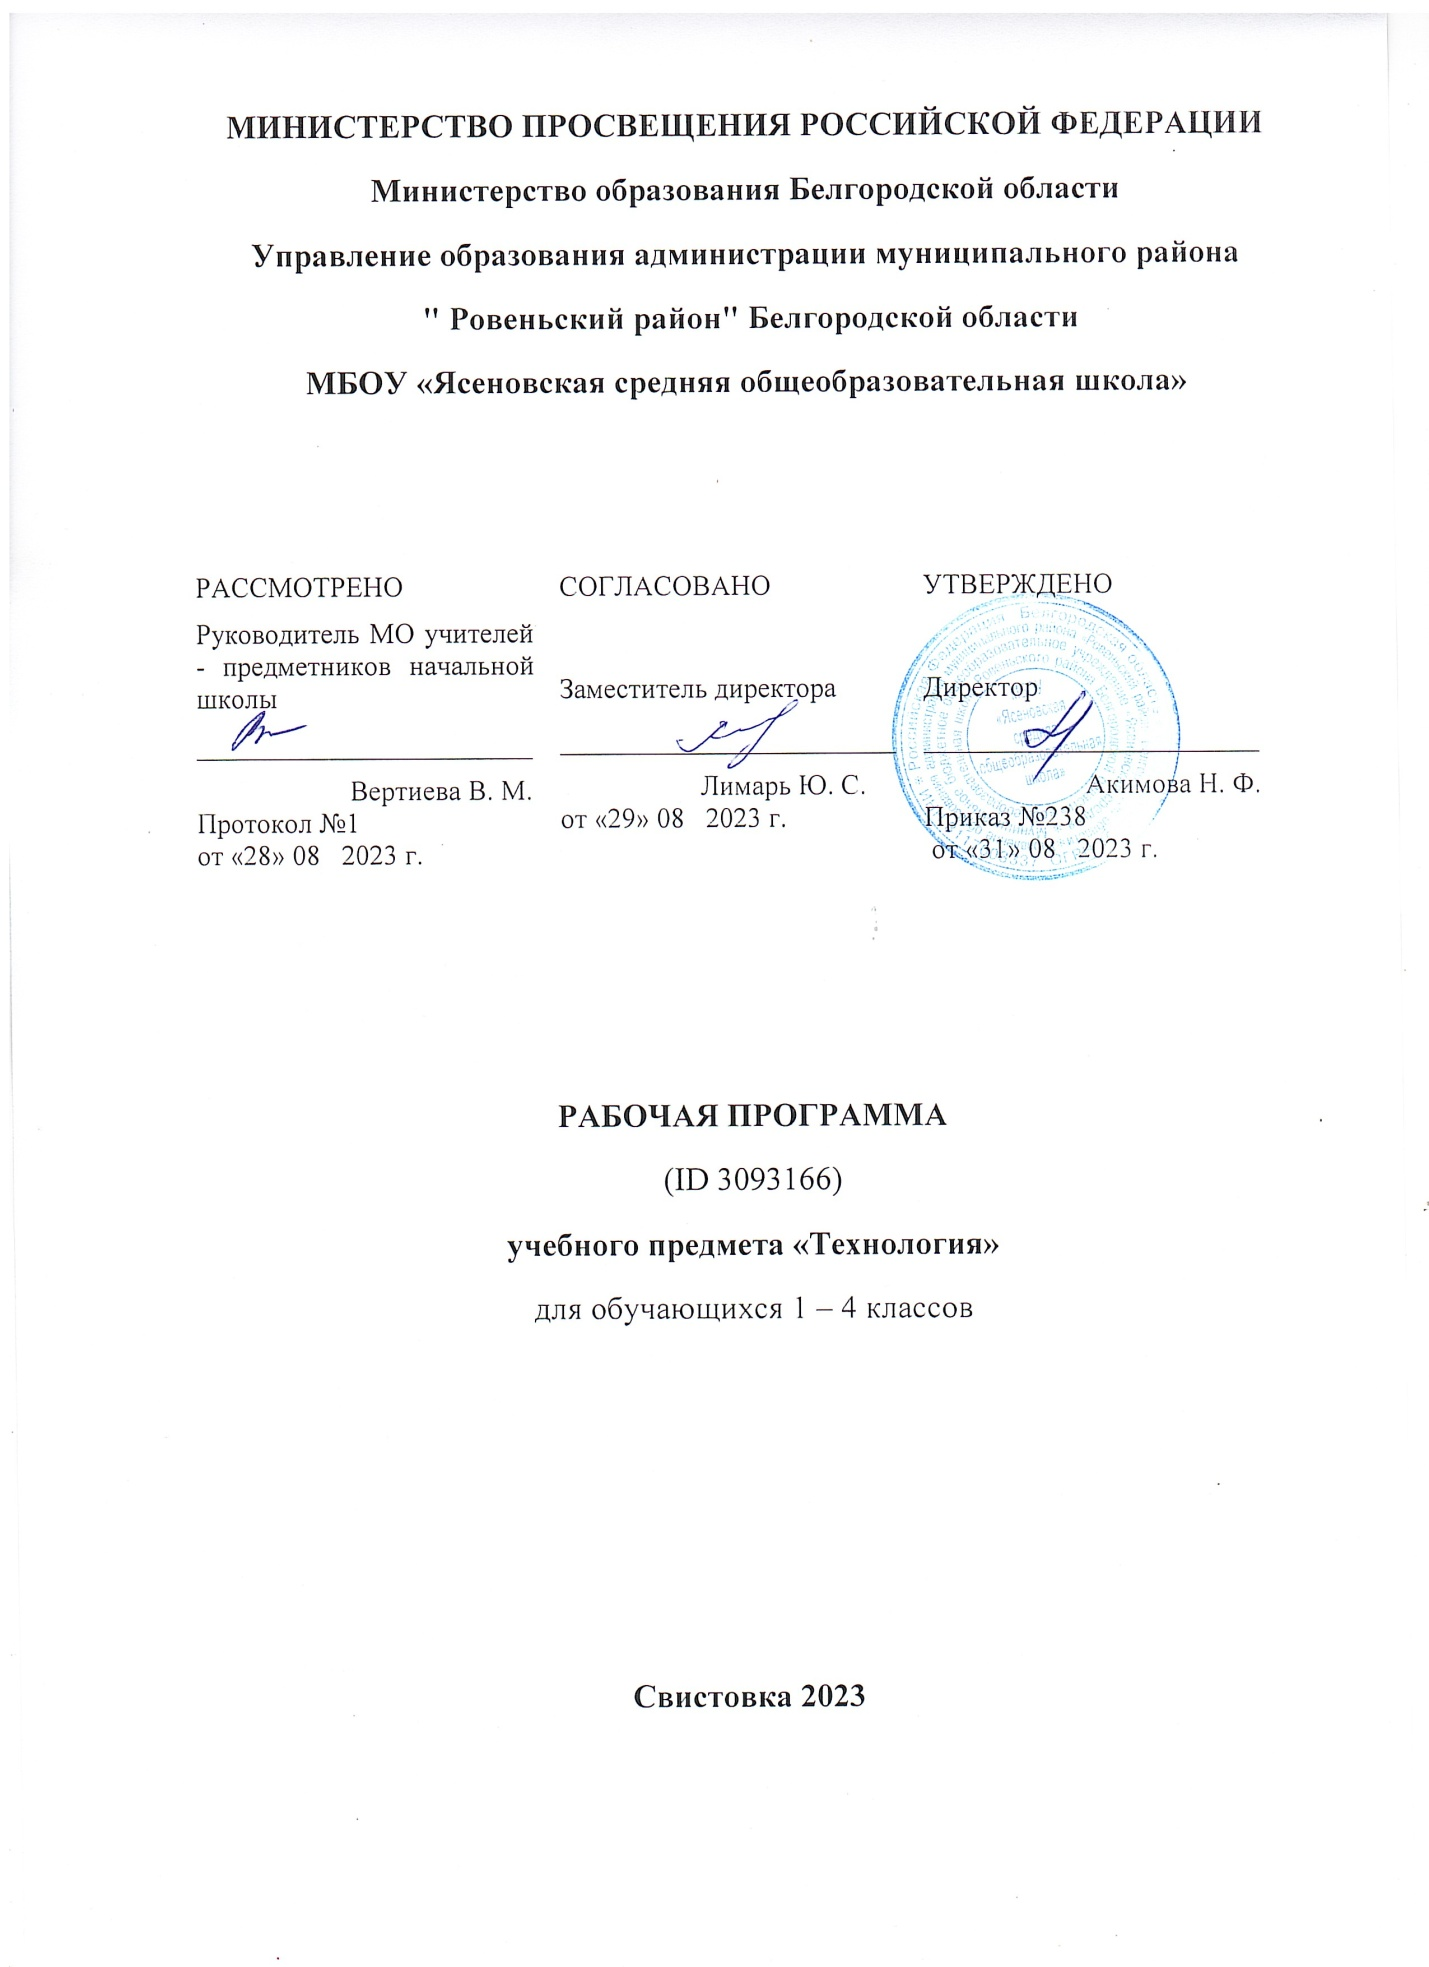 МИНИСТЕРСТВО ПРОСВЕЩЕНИЯ РОССИЙСКОЙ ФЕДЕРАЦИИ
Министерство образования Белгородской области
Управление образования администрации муниципального района
" Ровеньский район" Белгородской области
МБОУ «Ясеновская средняя общеобразовательная школа»
РАССМОТРЕНО
Руководитель МО учителей
- предметников начальной
школы
Вертиева В. М.
Протокол №1
от «28» 08 2023 г.
СОГЛАСОВАНО
Заместитель директора
Лимарь Ю. С.
от «29» 08 2023 г.
УТВЕРЖДЕНО
Директор
Акимова Н. Ф.
Приказ №238
от «31» 08 2023 г.
«Ясеновская
общеобразовательная
школа»
РАБОЧАЯ ПРОГРАММА
(ID 3093166)
учебного предмета «Технология»
для обучающихся 1 – 4 классов
Свистовка 2023